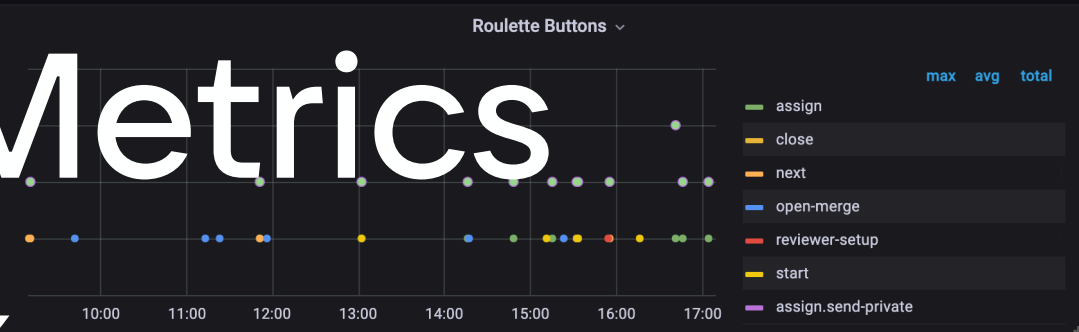 Roulette Buttons
Metrics
max avg total
assign
close
next
open-merge
reviewer-setup
start
assign.send-private
10:00 11:00 12:00 13:00 14:00 15:00 16:00 17:00